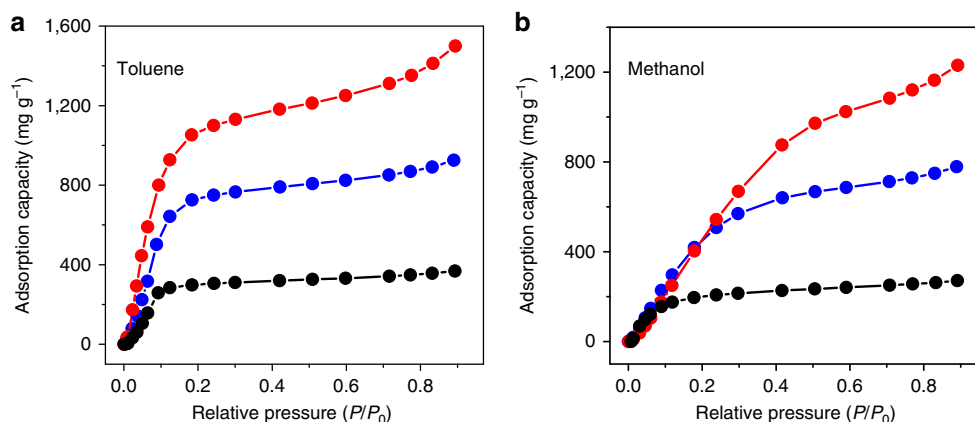 a
Toluene
Adsorption capacity (mg g⁻¹)
1,600
1,200
800
400
0
0.0 0.2 0.4 0.6 0.8
Relative pressure (P/P₀)
b
Methanol
Adsorption capacity (mg g⁻¹)
1,200
800
400
0
0.0 0.2 0.4 0.6 0.8
Relative pressure (P/P₀)